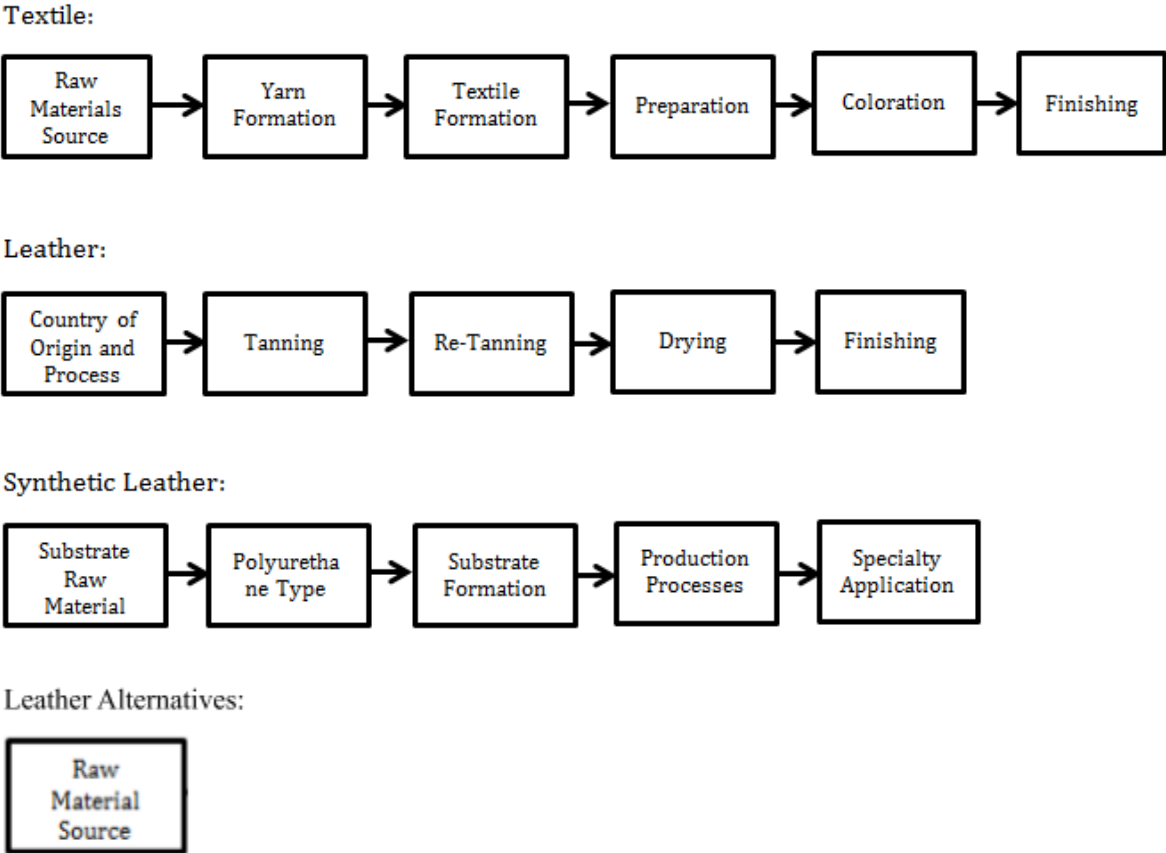 Textile:
Raw
Materials
Source
Yarn
Formation
Textile
Formation
Preparation
Coloration
Finishing
Leather:
Country of
Origin and
Process
Tanning
Re-Tanning
Drying
Finishing
Synthetic Leather:
Substrate
Raw
Material
Polyuretha
ne Type
Substrate
Formation
Production
Processes
Specialty
Application
Leather Alternatives:
Raw
Material
Source